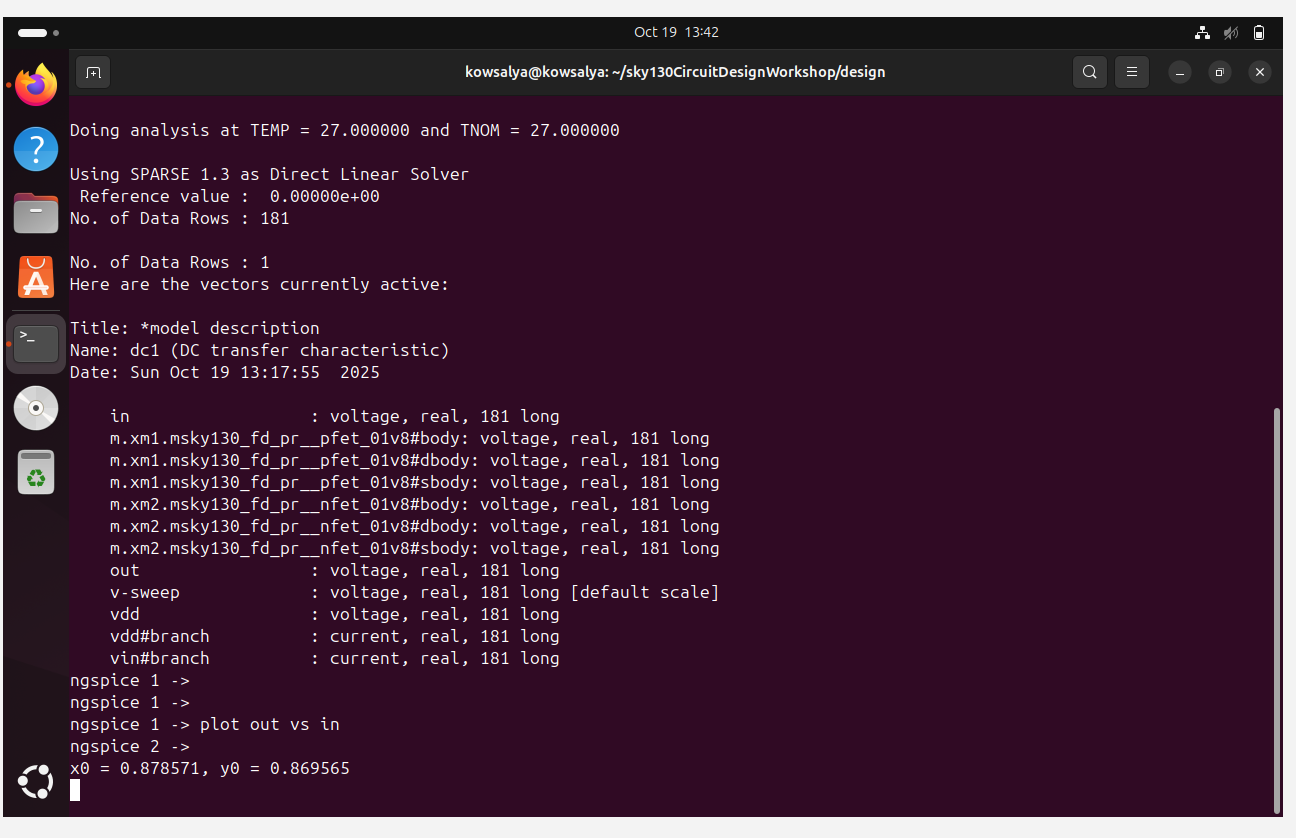 Oct 19 13:42
kowsalya@kowsalya: ~/sky130CircuitDesignWorkshop/design
Doing analysis at TEMP = 27.000000 and TNOM = 27.000000
Using SPARSE 1.3 as Direct Linear Solver
 Reference value :  0.00000e+00
No. of Data Rows : 181
No. of Data Rows : 1
Here are the vectors currently active:
Title: *model description
Name: dc1 (DC transfer characteristic)
Date: Sun Oct 19 13:17:55  2025
    in                  : voltage, real, 181 long
    m.xm1.msky130_fd_pr__pfet_01v8#body: voltage, real, 181 long
    m.xm1.msky130_fd_pr__pfet_01v8#dbody: voltage, real, 181 long
    m.xm1.msky130_fd_pr__pfet_01v8#sbody: voltage, real, 181 long
    m.xm2.msky130_fd_pr__nfet_01v8#body: voltage, real, 181 long
    m.xm2.msky130_fd_pr__nfet_01v8#dbody: voltage, real, 181 long
    m.xm2.msky130_fd_pr__nfet_01v8#sbody: voltage, real, 181 long
    out                 : voltage, real, 181 long
    v-sweep             : voltage, real, 181 long [default scale]
    vdd                 : voltage, real, 181 long
    vdd#branch          : current, real, 181 long
    vin#branch          : current, real, 181 long
ngspice 1 ->
ngspice 1 ->
ngspice 1 -> plot out vs in
ngspice 2 ->
x0 = 0.878571, y0 = 0.869565